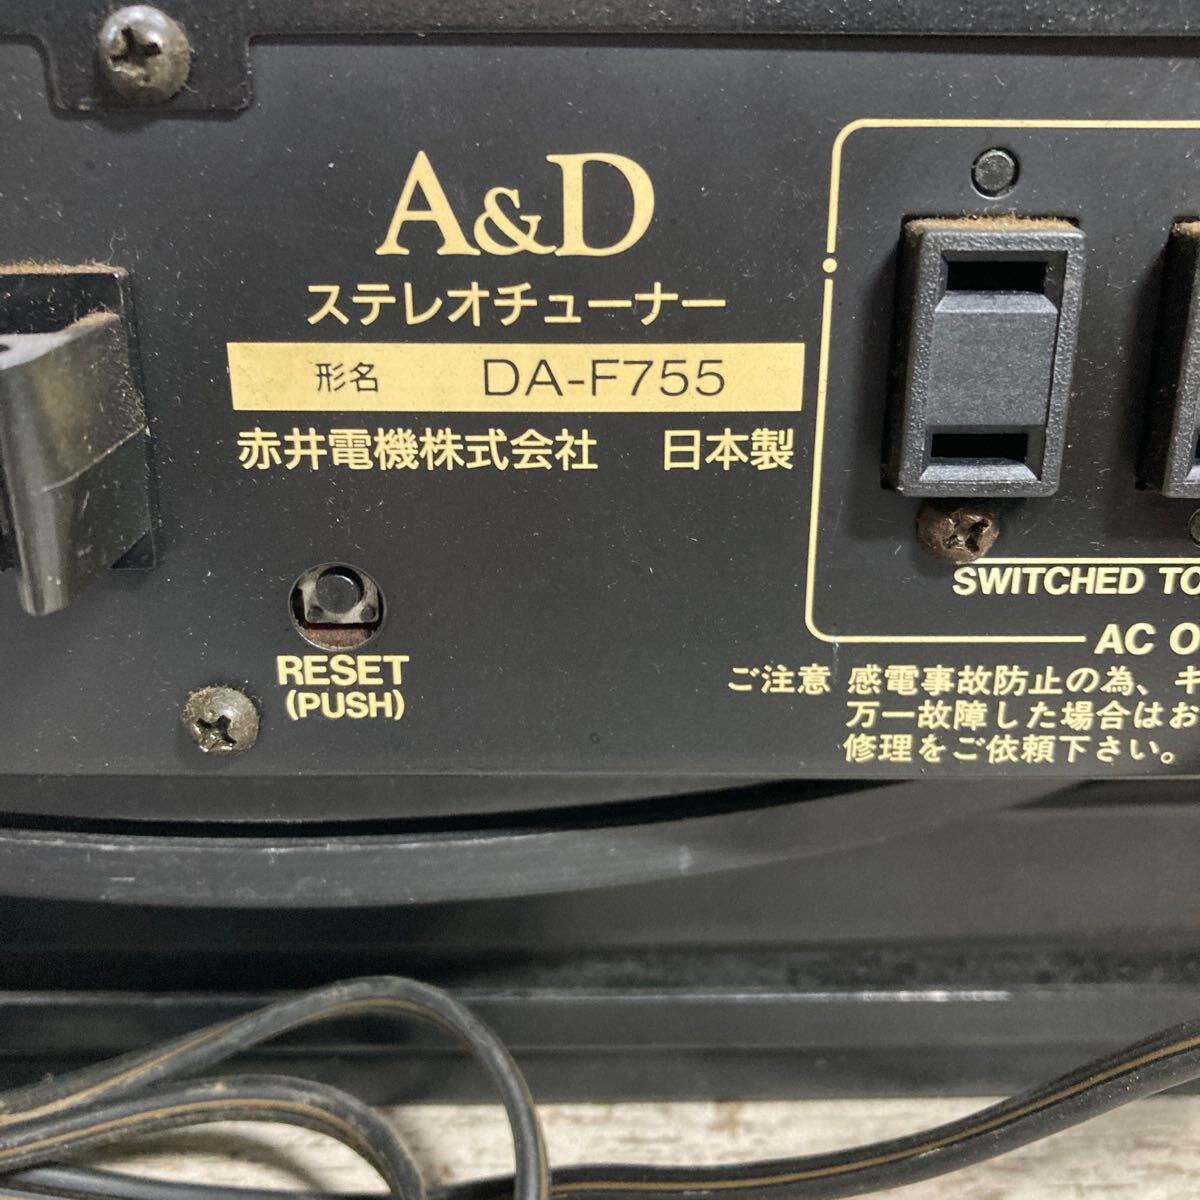 A&D
ステレオチューナー
形名 DA-F755
赤井電機株式会社 日本製
RESET
(PUSH)
SWITCHED
AC
ご注意 感電事故防止の為、キ
万一故障した場合はお
修理をご依頼下さい。